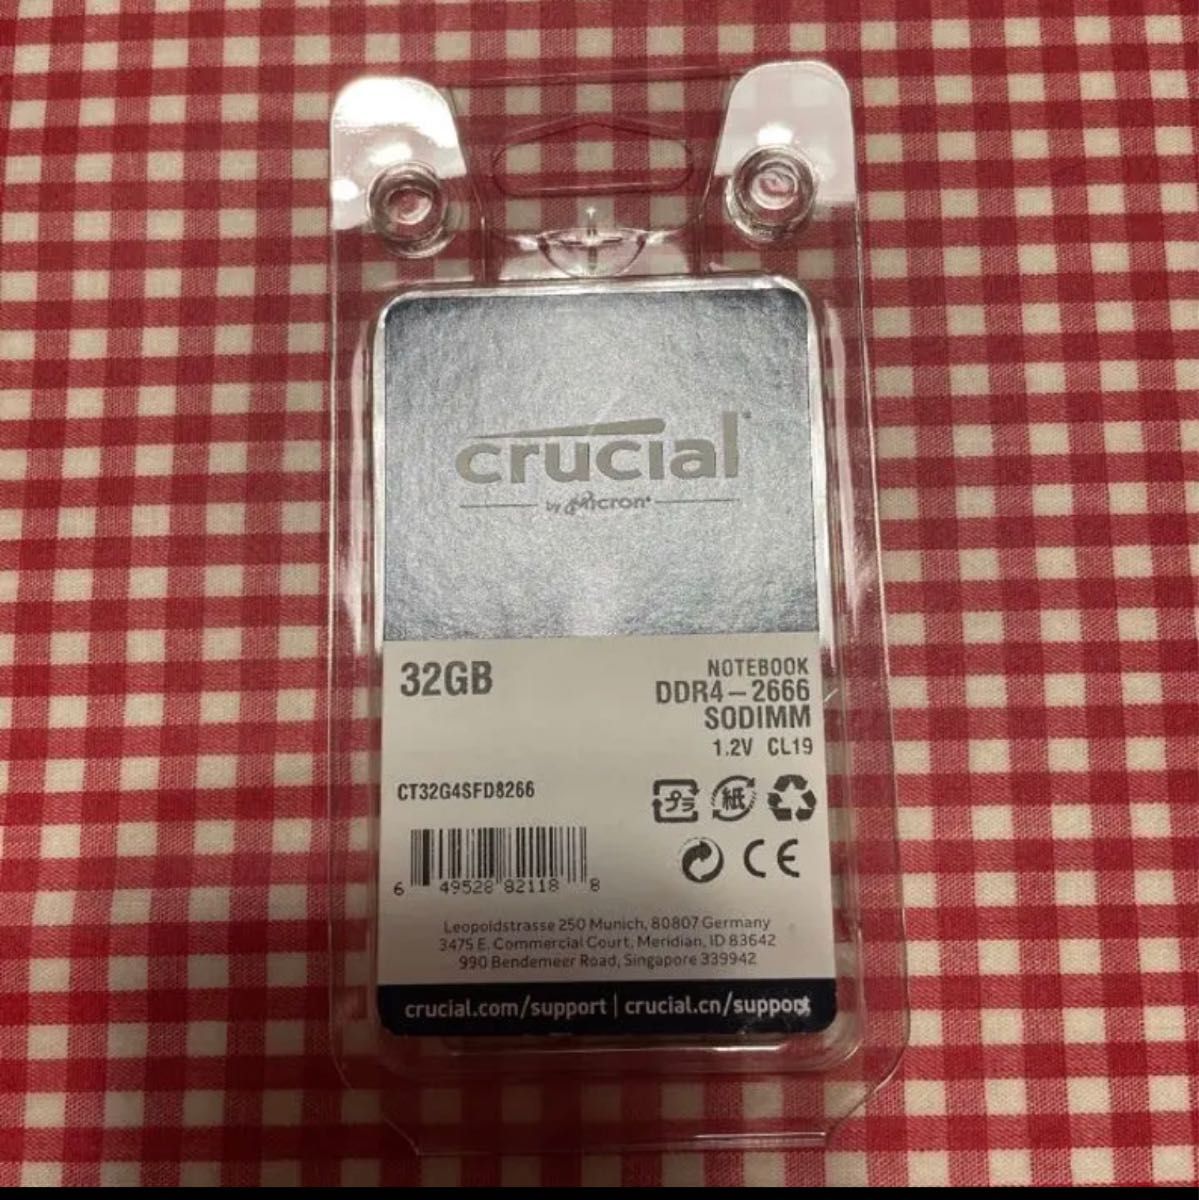 crucial
by Micron
32GB
NOTEBOOK
DDR4-2666
SODIMM
1.2V CL19
CT32G4SFD8266
プラ
紙
CE
6 49528 82118 8
Leopoldstrasse 250 Munich, 80807 Germany
3475 E. Commercial Court, Meridian, ID 83642
990 Bendemeer Road, Singapore 339942
crucial.com/support | crucial.cn/support